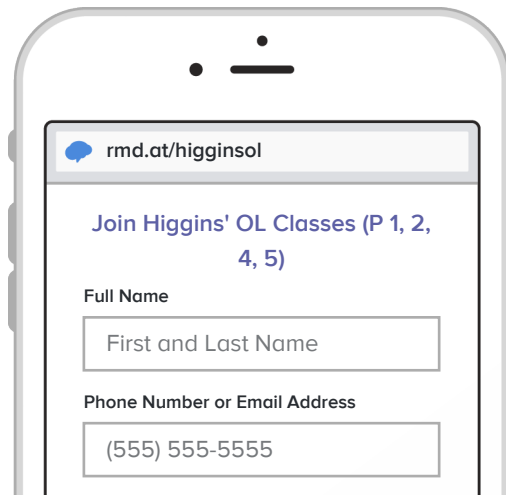 rmd.at/higginsol
Join Higgins' OL Classes (P 1, 2,
4, 5)
Full Name
First and Last Name
Phone Number or Email Address
(555) 555-5555